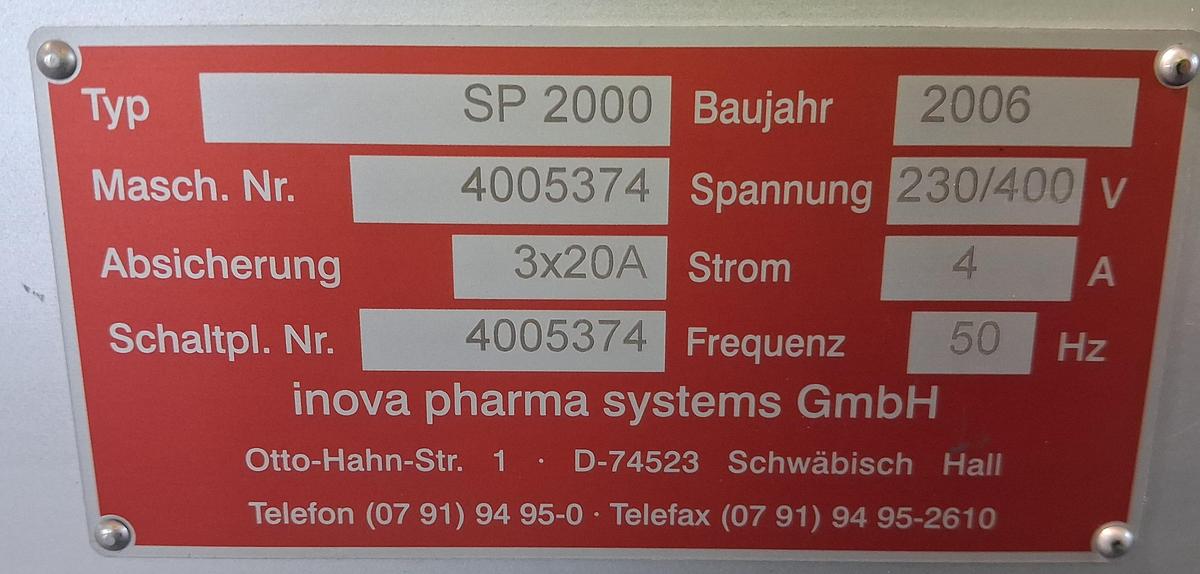 Typ SP 2000 Baujahr 2006
Masch. Nr. 4005374 Spannung 230/400 V
Absicherung 3x20A Strom 4 A
Schaltpl. Nr. 4005374 Frequenz 50 Hz
inova pharma systems GmbH
Otto-Hahn-Str. 1 · D-74523 Schwäbisch Hall
Telefon (07 91) 94 95-0 · Telefax (07 91) 94 95-2610